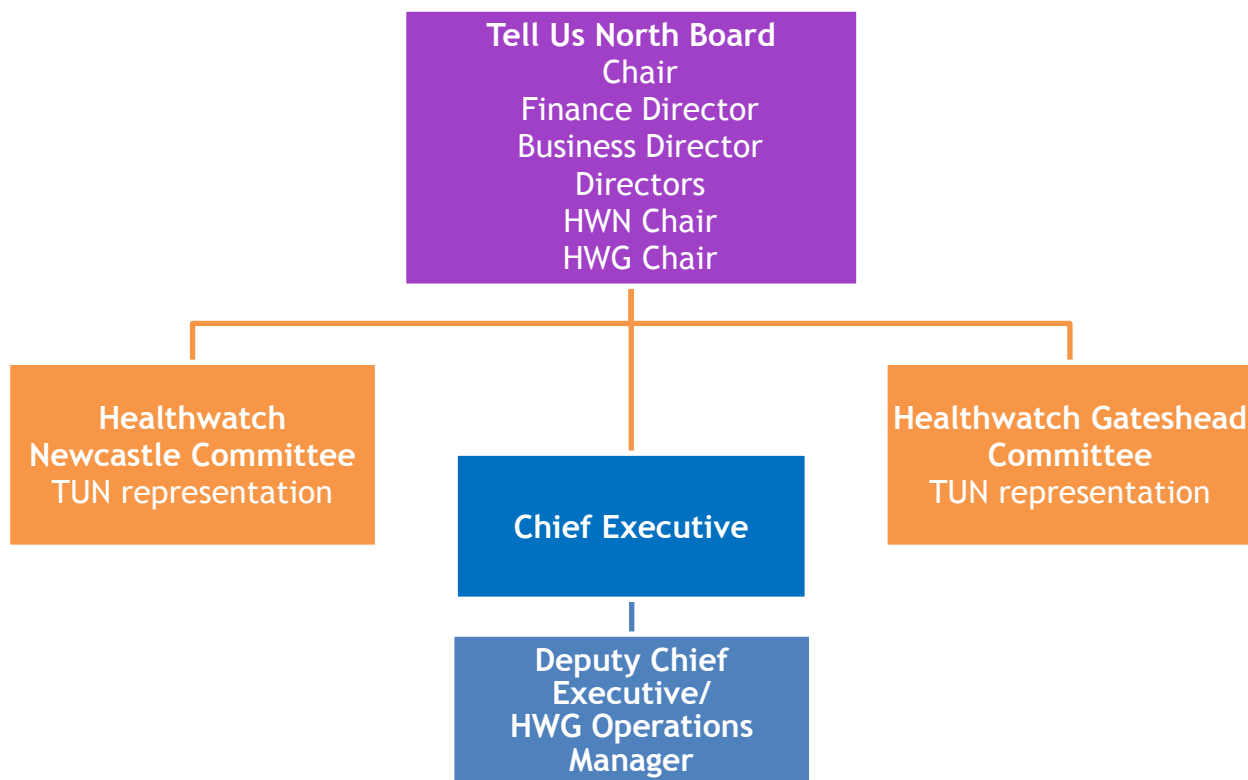 Tell Us North Board
Chair
Finance Director
Business Director
Directors
HWN Chair
HWG Chair
Healthwatch
Newcastle Committee
TUN representation
Chief Executive
Healthwatch Gateshead
Committee
TUN representation
Deputy Chief
Executive/
HWG Operations
Manager